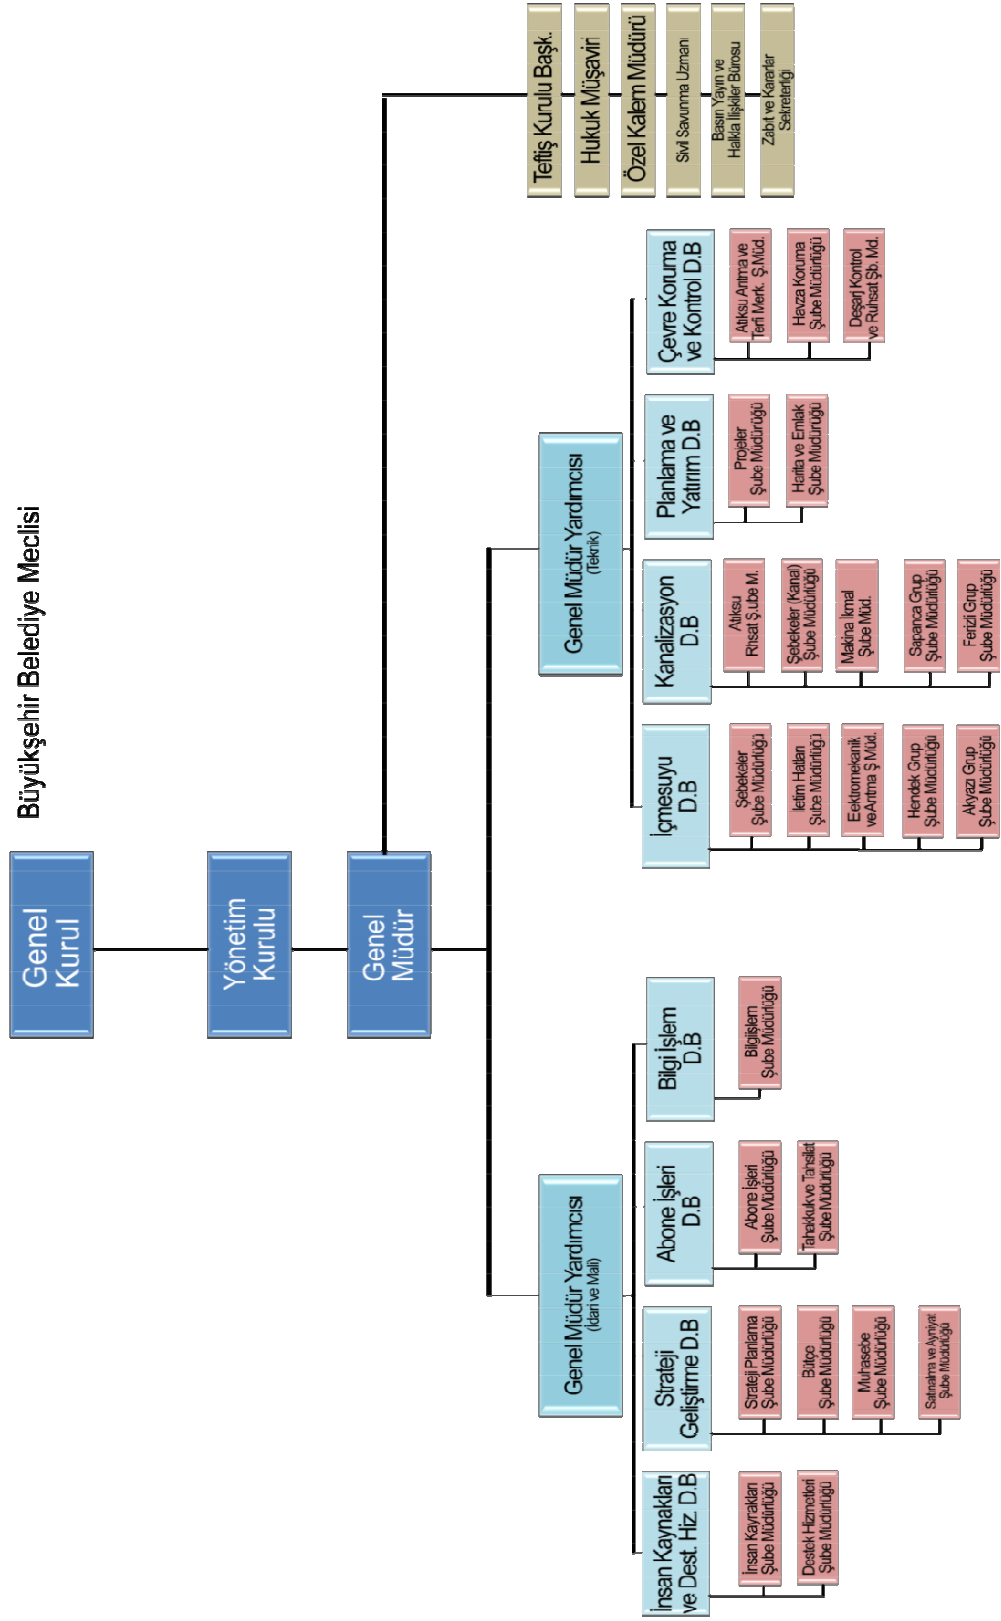 Büyükşehir Belediye Meclisi
Genel
Kurul
Yönetim
Kurulu
Genel
Müdür
Teftiş Kurulu Başk.
Hukuk Müşaviri
Özel Kalem Müdürü
Sivil Savunma Uzmanı
Basın Yayın ve
Halkla İlişkiler Bürosu
Zabıt ve Kararlar
Sekreterliği
Genel Müdür Yardımcısı
(İdari ve Mali)
Genel Müdür Yardımcısı
(Teknik)
İnsan Kaynakları
ve Dest. Hiz. D.B
İnsan Kaynakları
Şube Müdürlüğü
Destek Hizmetleri
Şube Müdürlüğü
Strateji
Geliştirme D.B
Strateji Planlama
Şube Müdürlüğü
Bütçe
Şube Müdürlüğü
Muhasebe
Şube Müdürlüğü
Satınalma ve Ayniyat
Şube Müdürlüğü
Abone İşleri
D.B
Abone İşleri
Şube Müdürlüğü
Tahakkuk ve Tahsilat
Şube Müdürlüğü
Bilgi İşlem
D.B
Bilgi işlem
Şube Müdürlüğü
İçmesuyu
D.B
Şebekeler
Şube Müdürlüğü
İletim Hatları
Şube Müdürlüğü
Eektromekanik
ve Arıtma Ş Müd.
Hendek Grup
Şube Müdürlüğü
Akyazı Grup
Şube Müdürlüğü
Kanalizasyon
D.B
Atıksu
Rhsat Ş.ube M.
Şebekeler (Kanal)
Şube Müdürlüğü
Makina İkmal
Şube Müd.
Sapanca Grup
Şube Müdürlüğü
Ferizli Grup
Şube Müdürlüğü
Planlama ve
Yatırım D.B
Projeler
Şube Müdürüğü
Harita ve Emlak
Şube Müdürlüğü
Çevre Koruma
ve Kontrol D.B
Atıksu Arıtma ve
Terfi Merk. Ş.Müd.
Havza Koruma
Şube Müdürlüğü
Deşarj Kontrol
ve Ruhsat Şb. Md.